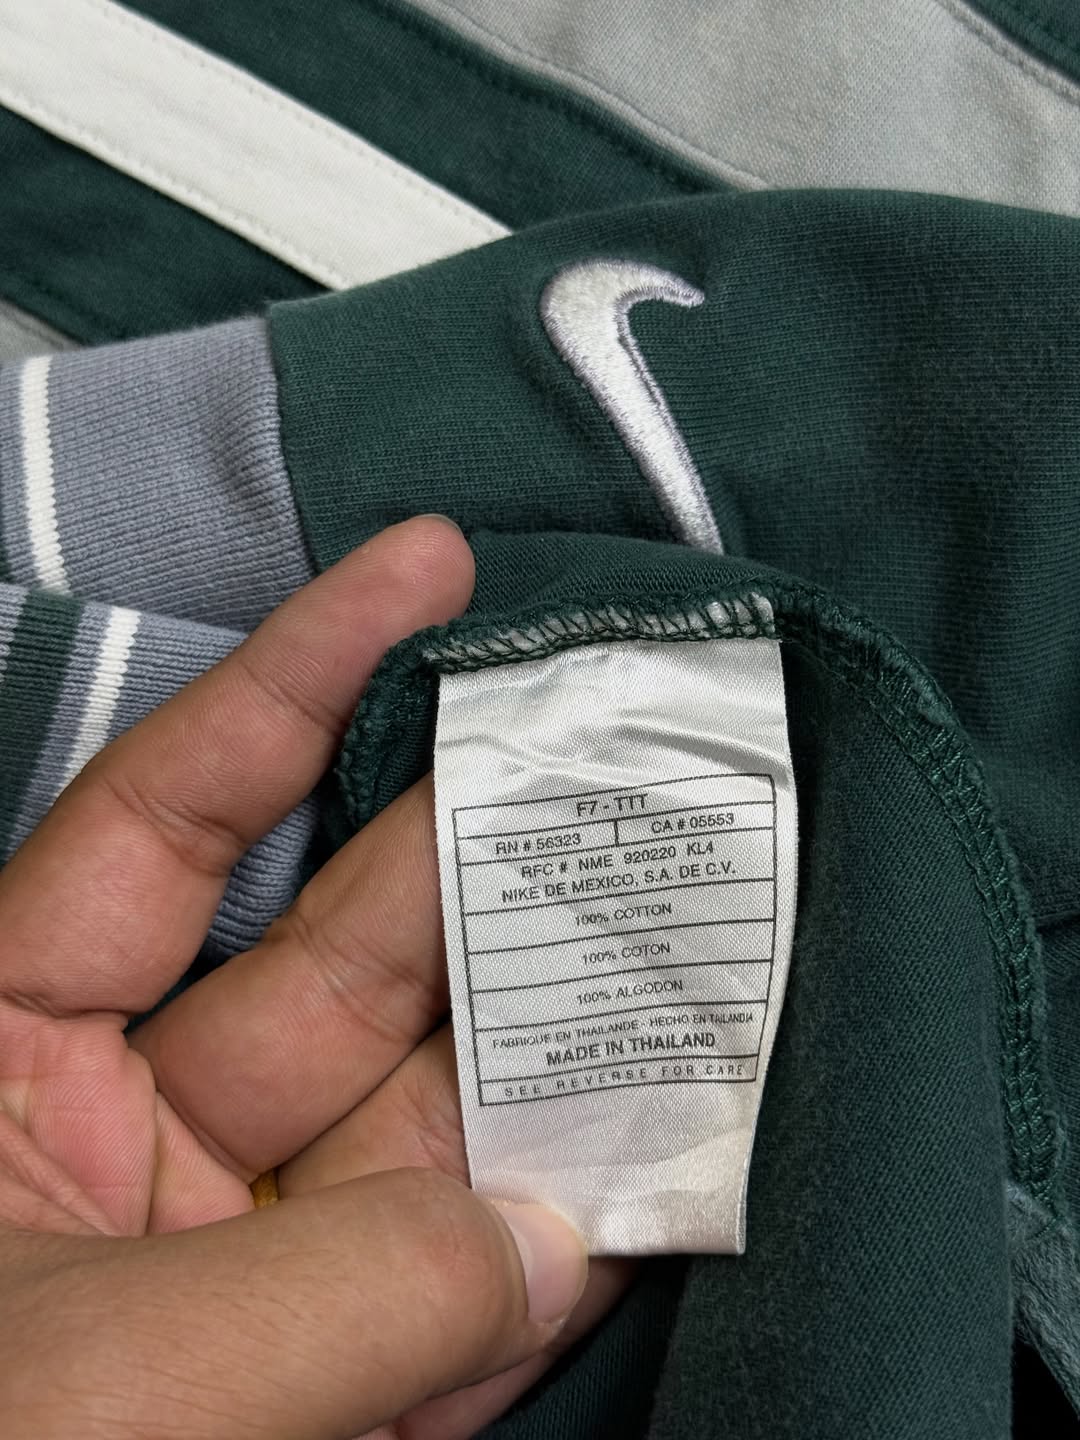 F7 - TTT
RN # 56323 CA # 05553
RFC # NME 920220 KL4
NIKE DE MEXICO, S.A. DE C.V.
100% COTTON
100% COTON
100% ALGODON
FABRIQUE EN THAILANDE - HECHO EN TAILANDIA
MADE IN THAILAND
SEE REVERSE FOR CARE